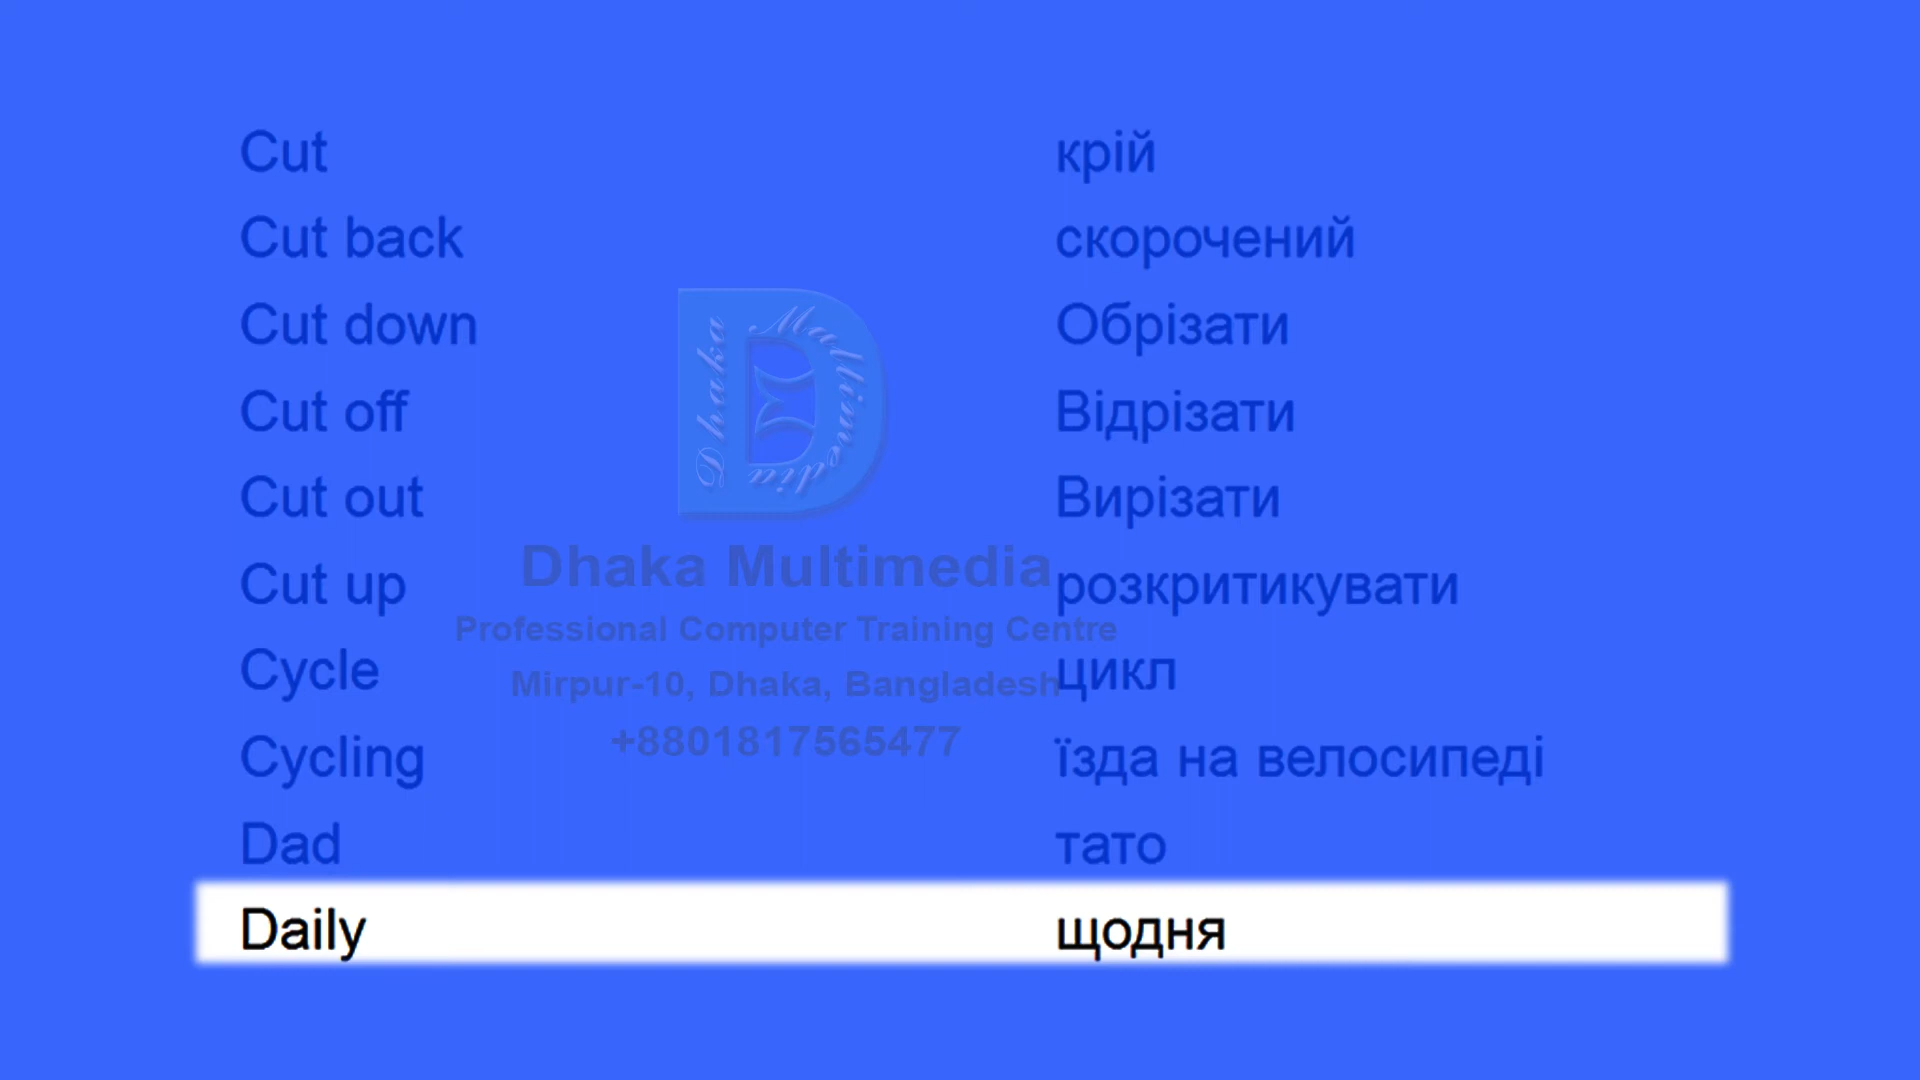 Cut крій
Cut back скорочений
Cut down Обрізати
Cut off Відрізати
Cut out Вирізати
Cut up розкритикувати
Cycle цикл
Cycling їзда на велосипеді
Dad тато
Daily щодня
Dhaka Multimedia
Dhaka Multimedia
Professional Computer Training Centre
Mirpur-10, Dhaka, Bangladesh
+8801817565477